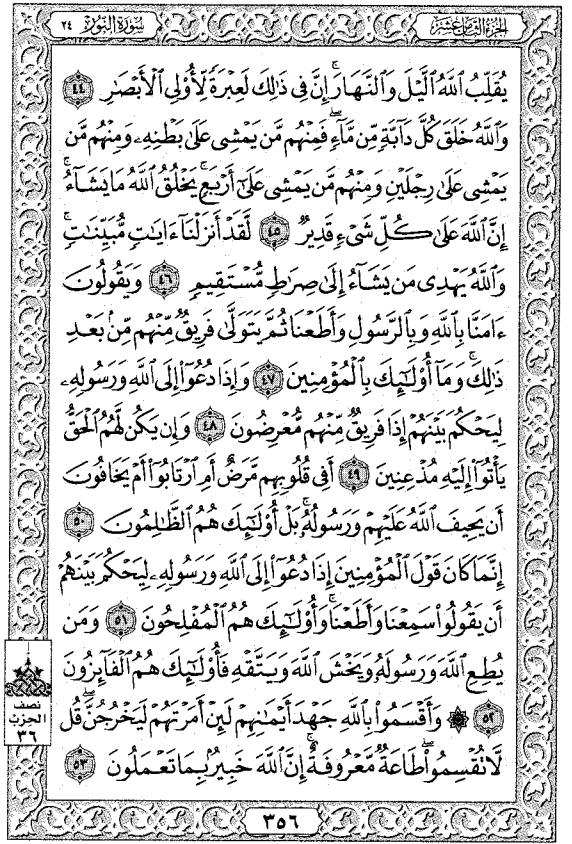 سورة النور ٢٤
الجزء الثامن عشر
يُقَلِّبُ ٱللَّهُ ٱلَّيْلَ وَٱلنَّهَارَ ۚ إِنَّ فِى ذَٰلِكَ لَعِبْرَةً لِّأُو۟لِى ٱلْأَبْصَٰرِ ٤٤
وَٱللَّهُ خَلَقَ كُلَّ دَآبَّةٍ مِّن مَّآءٍ ۖ فَمِنْهُم مَّن يَمْشِى عَلَىٰ بَطْنِهِۦ وَمِنْهُم مَّن
يَمْشِى عَلَىٰ رِجْلَيْنِ وَمِنْهُم مَّن يَمْشِى عَلَىٰٓ أَرْبَعٍ ۚ يَخْلُقُ ٱللَّهُ مَا يَشَآءُ ۚ
إِنَّ ٱللَّهَ عَلَىٰ كُلِّ شَىْءٍ قَدِيرٌ ٤٥ لَّقَدْ أَنزَلْنَآ ءَايَٰتٍ مُّبَيِّنَٰتٍ ۚ
وَٱللَّهُ يَهْدِى مَن يَشَآءُ إِلَىٰ صِرَٰطٍ مُّسْتَقِيمٍ ٤٦ وَيَقُولُونَ
ءَامَنَّا بِٱللَّهِ وَبِٱلرَّسُولِ وَأَطَعْنَا ثُمَّ يَتَوَلَّىٰ فَرِيقٌ مِّنْهُم مِّنۢ بَعْدِ
ذَٰلِكَ ۚ وَمَآ أُو۟لَٰٓئِكَ بِٱلْمُؤْمِنِينَ ٤٧ وَإِذَا دُعُوٓا۟ إِلَى ٱللَّهِ وَرَسُولِهِۦ
لِيَحْكُمَ بَيْنَهُمْ إِذَا فَرِيقٌ مِّنْهُم مُّعْرِضُونَ ٤٨ وَإِن يَكُن لَّهُمُ ٱلْحَقُّ
يَأْتُوٓا۟ إِلَيْهِ مُذْعِنِينَ ٤٩ أَفِى قُلُوبِهِم مَّرَضٌ أَمِ ٱرْتَابُوٓا۟ أَمْ يَخَافُونَ
أَن يَحِيفَ ٱللَّهُ عَلَيْهِمْ وَرَسُولُهُۥ ۚ بَلْ أُو۟لَٰٓئِكَ هُمُ ٱلظَّٰلِمُونَ ٥٠
إِنَّمَا كَانَ قَوْلَ ٱلْمُؤْمِنِينَ إِذَا دُعُوٓا۟ إِلَى ٱللَّهِ وَرَسُولِهِۦ لِيَحْكُمَ بَيْنَهُمْ
أَن يَقُولُوا۟ سَمِعْنَا وَأَطَعْنَا ۚ وَأُو۟لَٰٓئِكَ هُمُ ٱلْمُفْلِحُونَ ٥١ وَمَن
يُطِعِ ٱللَّهَ وَرَسُولَهُۥ وَيَخْشَ ٱللَّهَ وَيَتَّقْهِ فَأُو۟لَٰٓئِكَ هُمُ ٱلْفَآئِزُونَ
٥٢ ۞ وَأَقْسَمُوا۟ بِٱللَّهِ جَهْدَ أَيْمَٰنِهِمْ لَئِنْ أَمَرْتَهُمْ لَيَخْرُجُنَّ ۖ قُل
لَّا تُقْسِمُوا۟ ۖ طَاعَةٌ مَّعْرُوفَةٌ ۚ إِنَّ ٱللَّهَ خَبِيرٌۢ بِمَا تَعْمَلُونَ ٥٣
نصف
الحزب
٣٦
٣٥٦